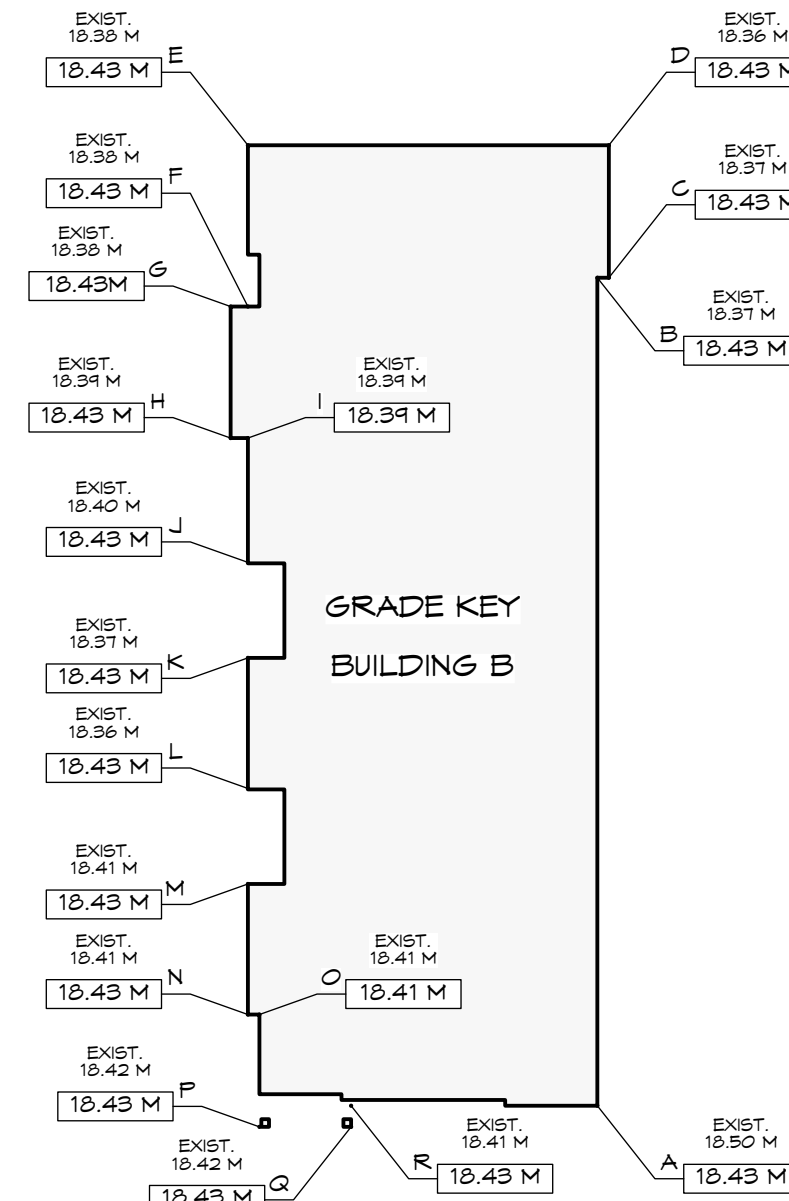 EXIST.
18.38 M
18.43 M
E
EXIST.
18.36 M
18.43 M
D
EXIST.
18.38 M
18.43 M
F
EXIST.
18.37 M
18.43 M
C
EXIST.
18.38 M
18.43M
G
EXIST.
18.37 M
18.43 M
B
EXIST.
18.39 M
18.43 M
H
EXIST.
18.39 M
18.39 M
I
EXIST.
18.40 M
18.43 M
J
GRADE KEY
BUILDING B
EXIST.
18.37 M
18.43 M
K
EXIST.
18.36 M
18.43 M
L
EXIST.
18.41 M
18.43 M
M
EXIST.
18.41 M
18.43 M
N
EXIST.
18.41 M
18.41 M
O
EXIST.
18.42 M
18.43 M
P
EXIST.
18.42 M
18.43 M
Q
EXIST.
18.41 M
18.43 M
R
EXIST.
18.50 M
18.43 M
A